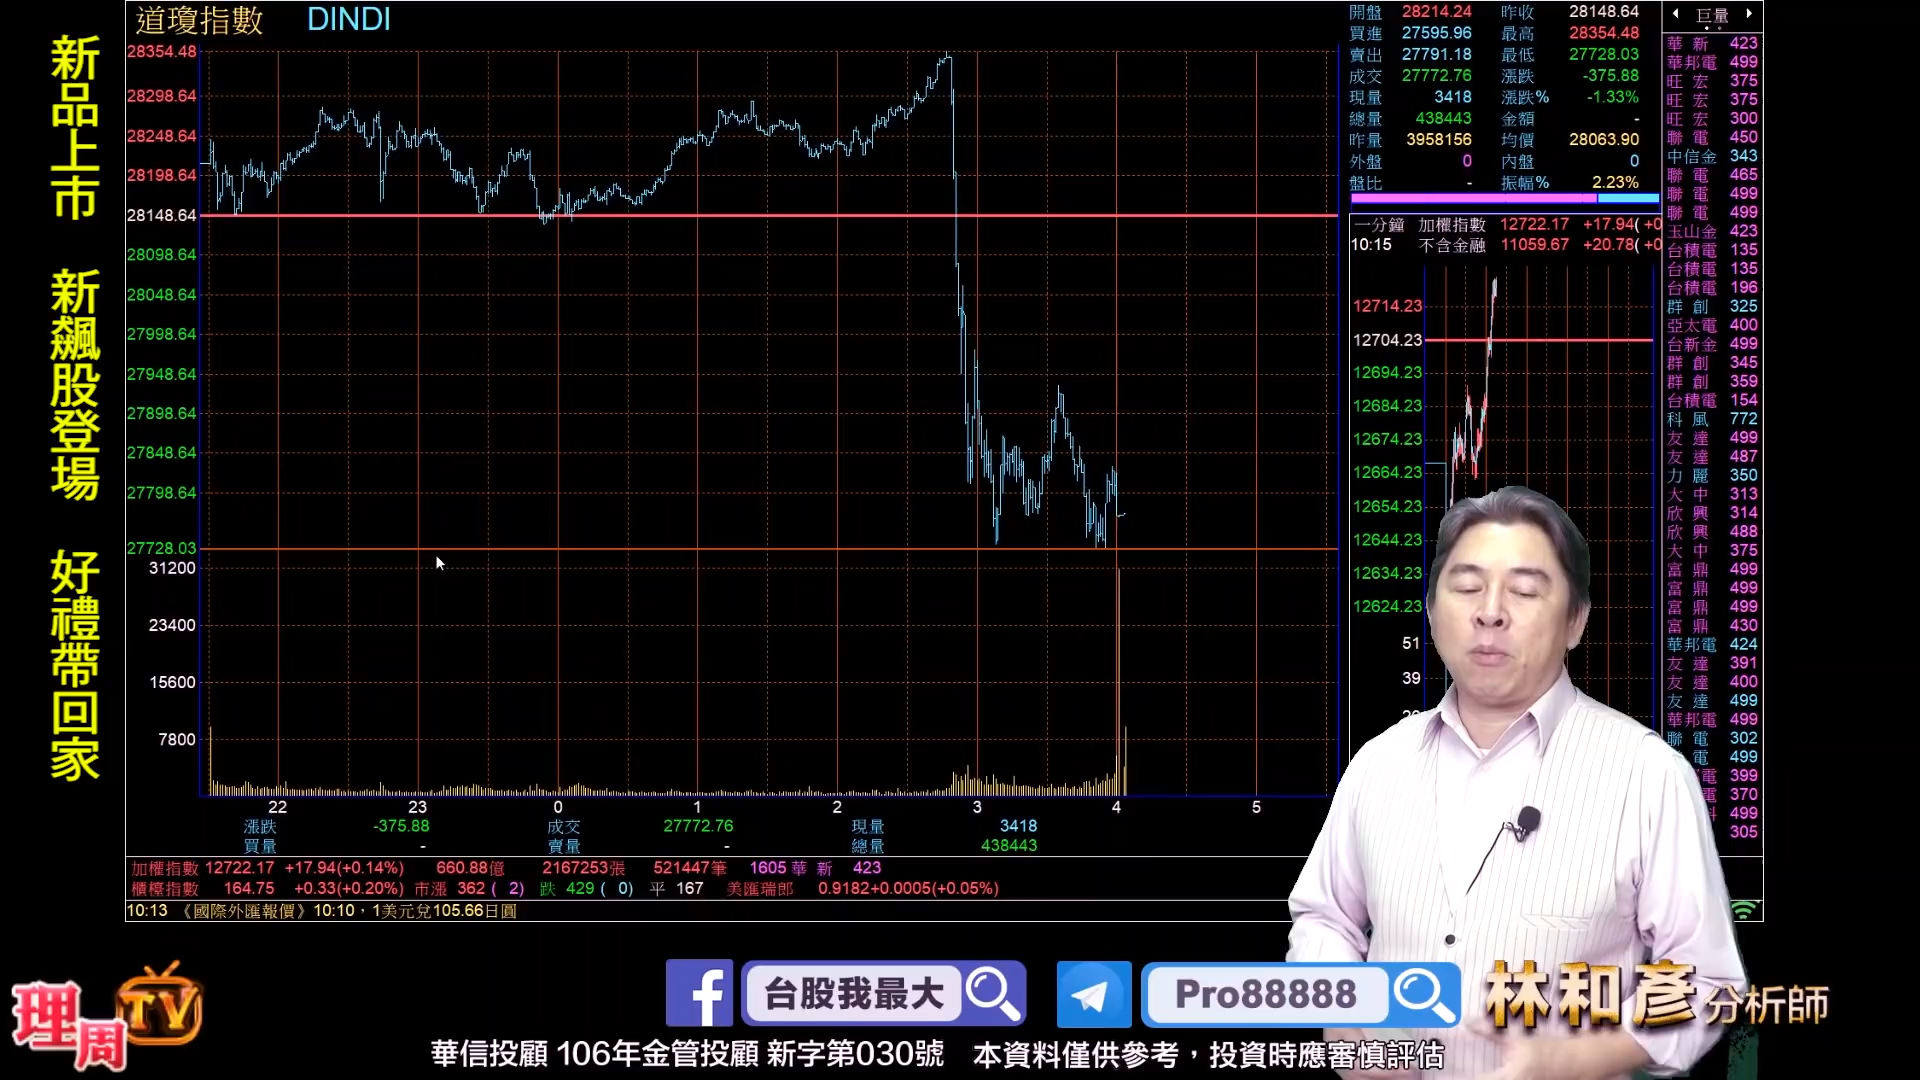 新品上市 新飆股登場 好禮帶回家
道瓊指數 DINDI
28354.48
28298.64
28248.64
28198.64
28148.64
28098.64
28048.64
27998.64
27948.64
27898.64
27848.64
27798.64
27728.03
31200
23400
15600
7800
22 23 0 1 2 3 4 5
漲跌 -375.88 成交 27772.76 現量 3418
買量 - 賣量 - 總量 438443
加權指數 12722.17 +17.94(+0.14%) 660.88億 2167253張 521447筆 1605 華新 423
櫃檯指數 164.75 +0.33(+0.20%) 市漲 362 ( 2) 跌 429 ( 0) 平 167 美匯瑞郎 0.9182+0.0005(+0.05%)
10:13 《國際外匯報價》10:10,1美元兌105.66日圓
開盤 28214.24 昨收 28148.64
買進 27595.96 最高 28354.48
賣出 27791.18 最低 27728.03
成交 27772.76 漲跌 -375.88
現量 3418 漲跌% -1.33%
總量 438443 金額 -
昨量 3958156 均價 28063.90
外盤 0 內盤 0
盤比 - 振幅% 2.23%
一分鐘 加權指數 12722.17 +17.94( +0
10:15 不含金融 11059.67 +20.78( +0
12714.23
12704.23
12694.23
12684.23
12674.23
12664.23
12654.23
12644.23
12634.23
12624.23
51
39
巨量
華新 423
華邦電 499
旺宏 375
旺宏 375
旺宏 300
聯電 450
中信金 343
聯電 465
聯電 499
聯電 499
玉山金 423
台積電 135
台積電 135
台積電 196
群創 325
亞太電 400
台新金 499
群創 345
群創 359
台積電 154
科風 772
友達 499
友達 487
力麗 350
大中 313
欣興 314
欣興 488
大中 375
富鼎 499
富鼎 499
富鼎 499
富鼎 430
華邦電 424
友達 391
友達 400
友達 499
華邦電 499
聯電 302
電 499
電 399
電 370
499
305
理周TV
f 台股我最大 Pro88888 林和彥 分析師
華信投顧 106年金管投顧 新字第030號 本資料僅供參考,投資時應審慎評估